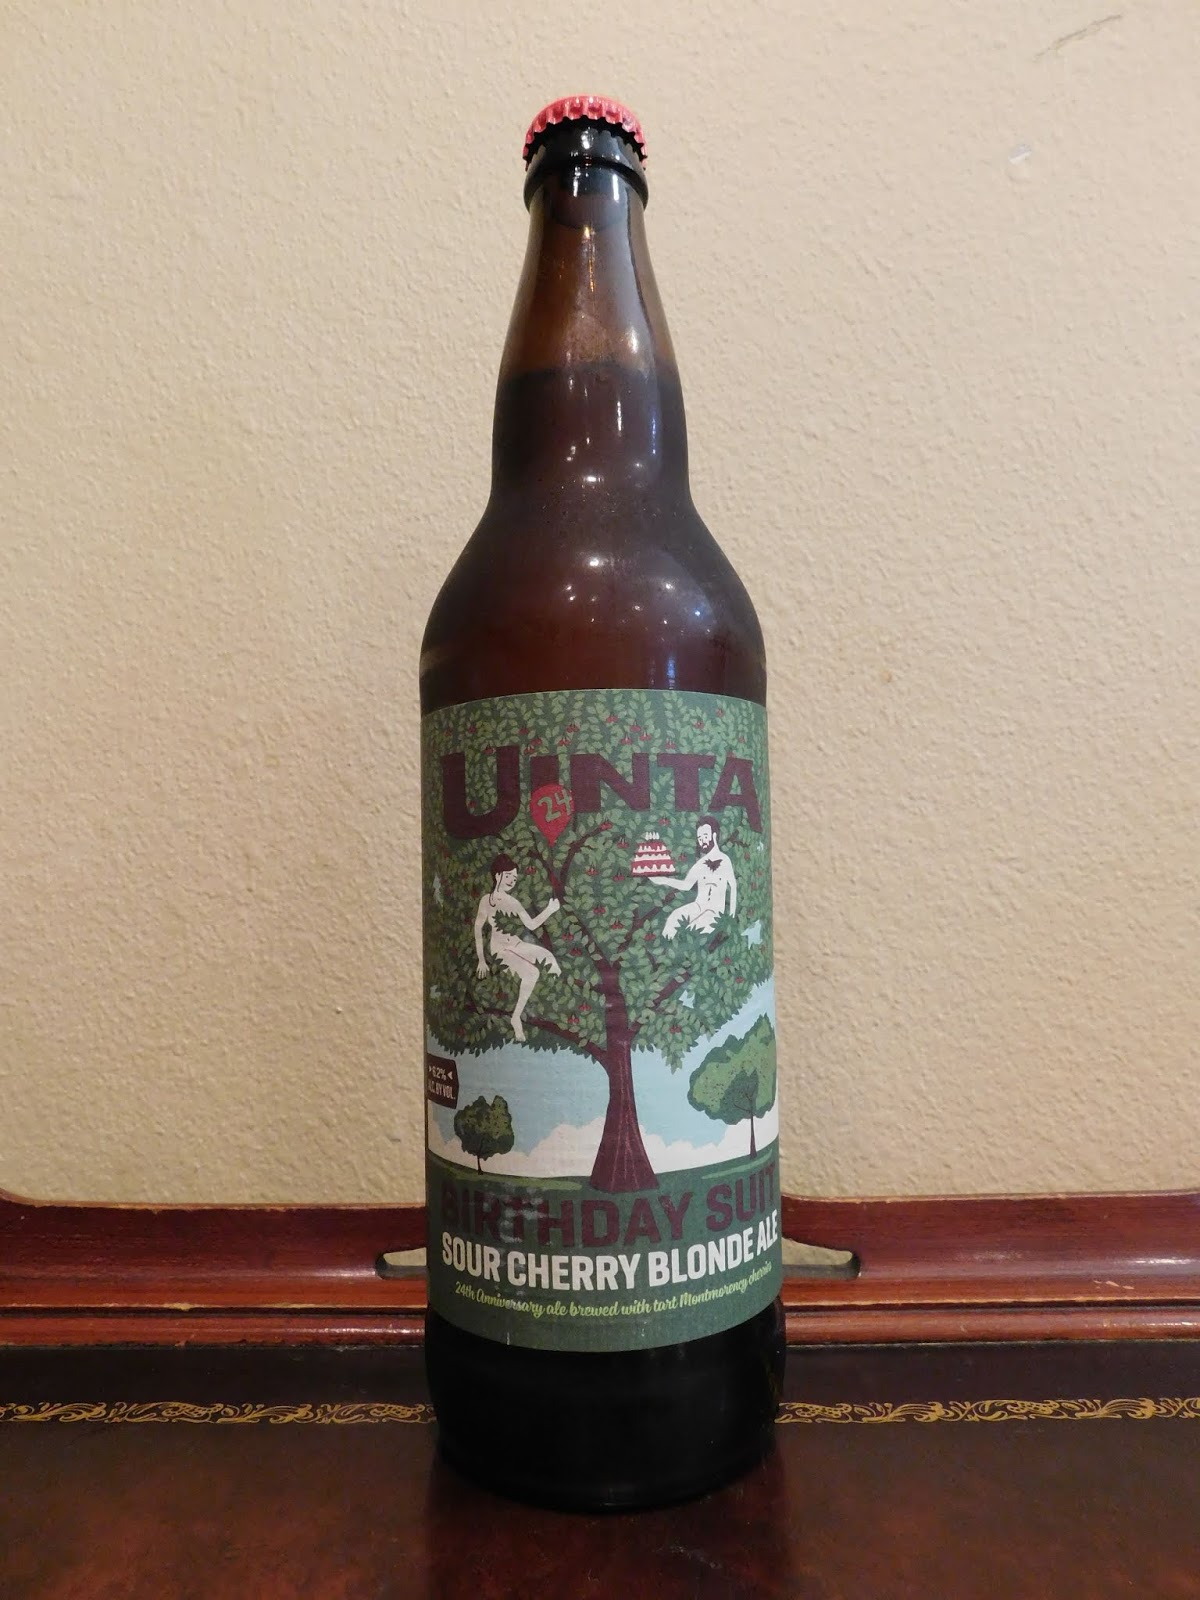 UINTA
24
6.2%
ALC. BY VOL.
BIRTHDAY SUIT
SOUR CHERRY BLONDE ALE
24th Anniversary ale brewed with tart Montmorency cherries